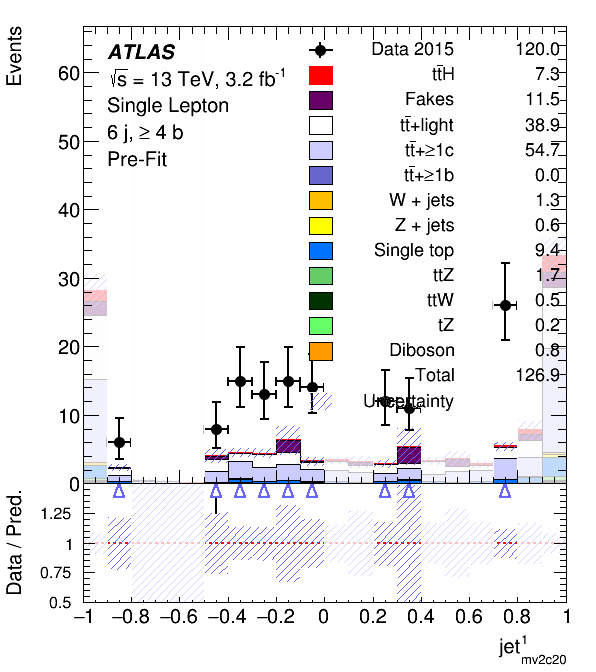 Events
ATLAS
√s = 13 TeV, 3.2 fb⁻¹
Single Lepton
6 j, ≥ 4 b
Pre-Fit
Data 2015 120.0
tt̄H 7.3
Fakes 11.5
tt̄+light 38.9
tt̄+≥1c 54.7
tt̄+≥1b 0.0
W + jets 1.3
Z + jets 0.6
Single top 9.4
ttZ 1.7
ttW 0.5
tZ 0.2
Diboson 0.8
Total 126.9
Uncertainty
60
50
40
30
20
10
0
Data / Pred.
1.25
1
0.75
0.5
−1 −0.8 −0.6 −0.4 −0.2 0 0.2 0.4 0.6 0.8 1
jet¹mv2c20